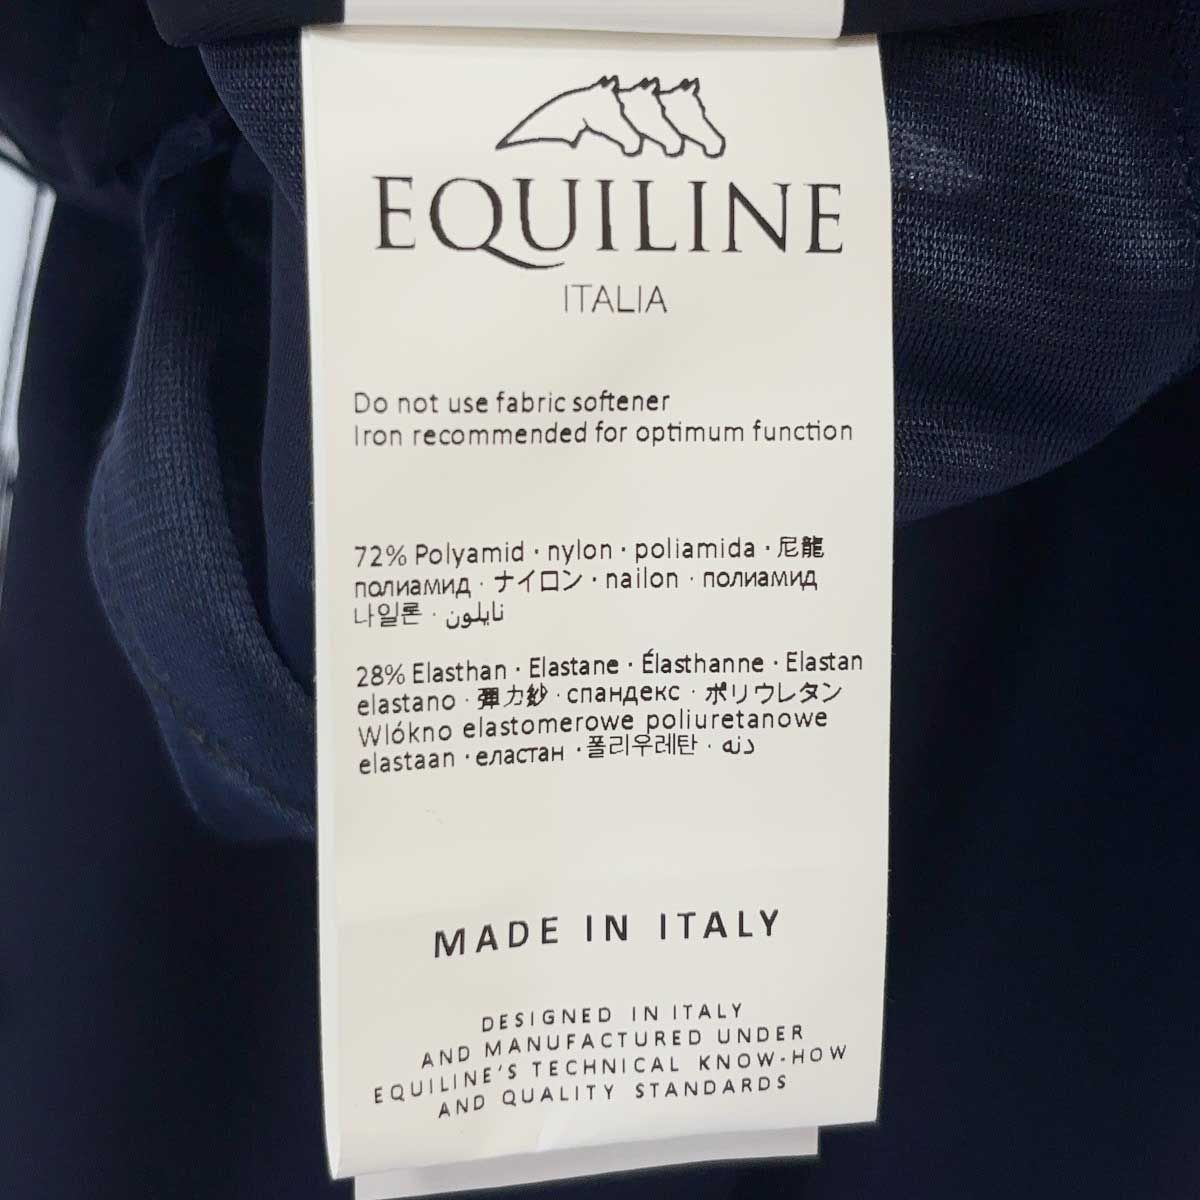 EQUILINE
ITALIA
Do not use fabric softener
Iron recommended for optimum function
72% Polyamid · nylon · poliamida · 尼龍
полиамид · ナイロン · nailon · полиамид
나일론 · نايلون
28% Elasthan · Elastane · Élasthanne · Elastan
elastano · 彈力紗 · спандекс · ポリウレタン
Wlókno elastomerowe poliuretanowe
elastaan · еластан · 폴리우레탄 · دنه
MADE IN ITALY
DESIGNED IN ITALY
AND MANUFACTURED UNDER
EQUILINE'S TECHNICAL KNOW-HOW
AND QUALITY STANDARDS